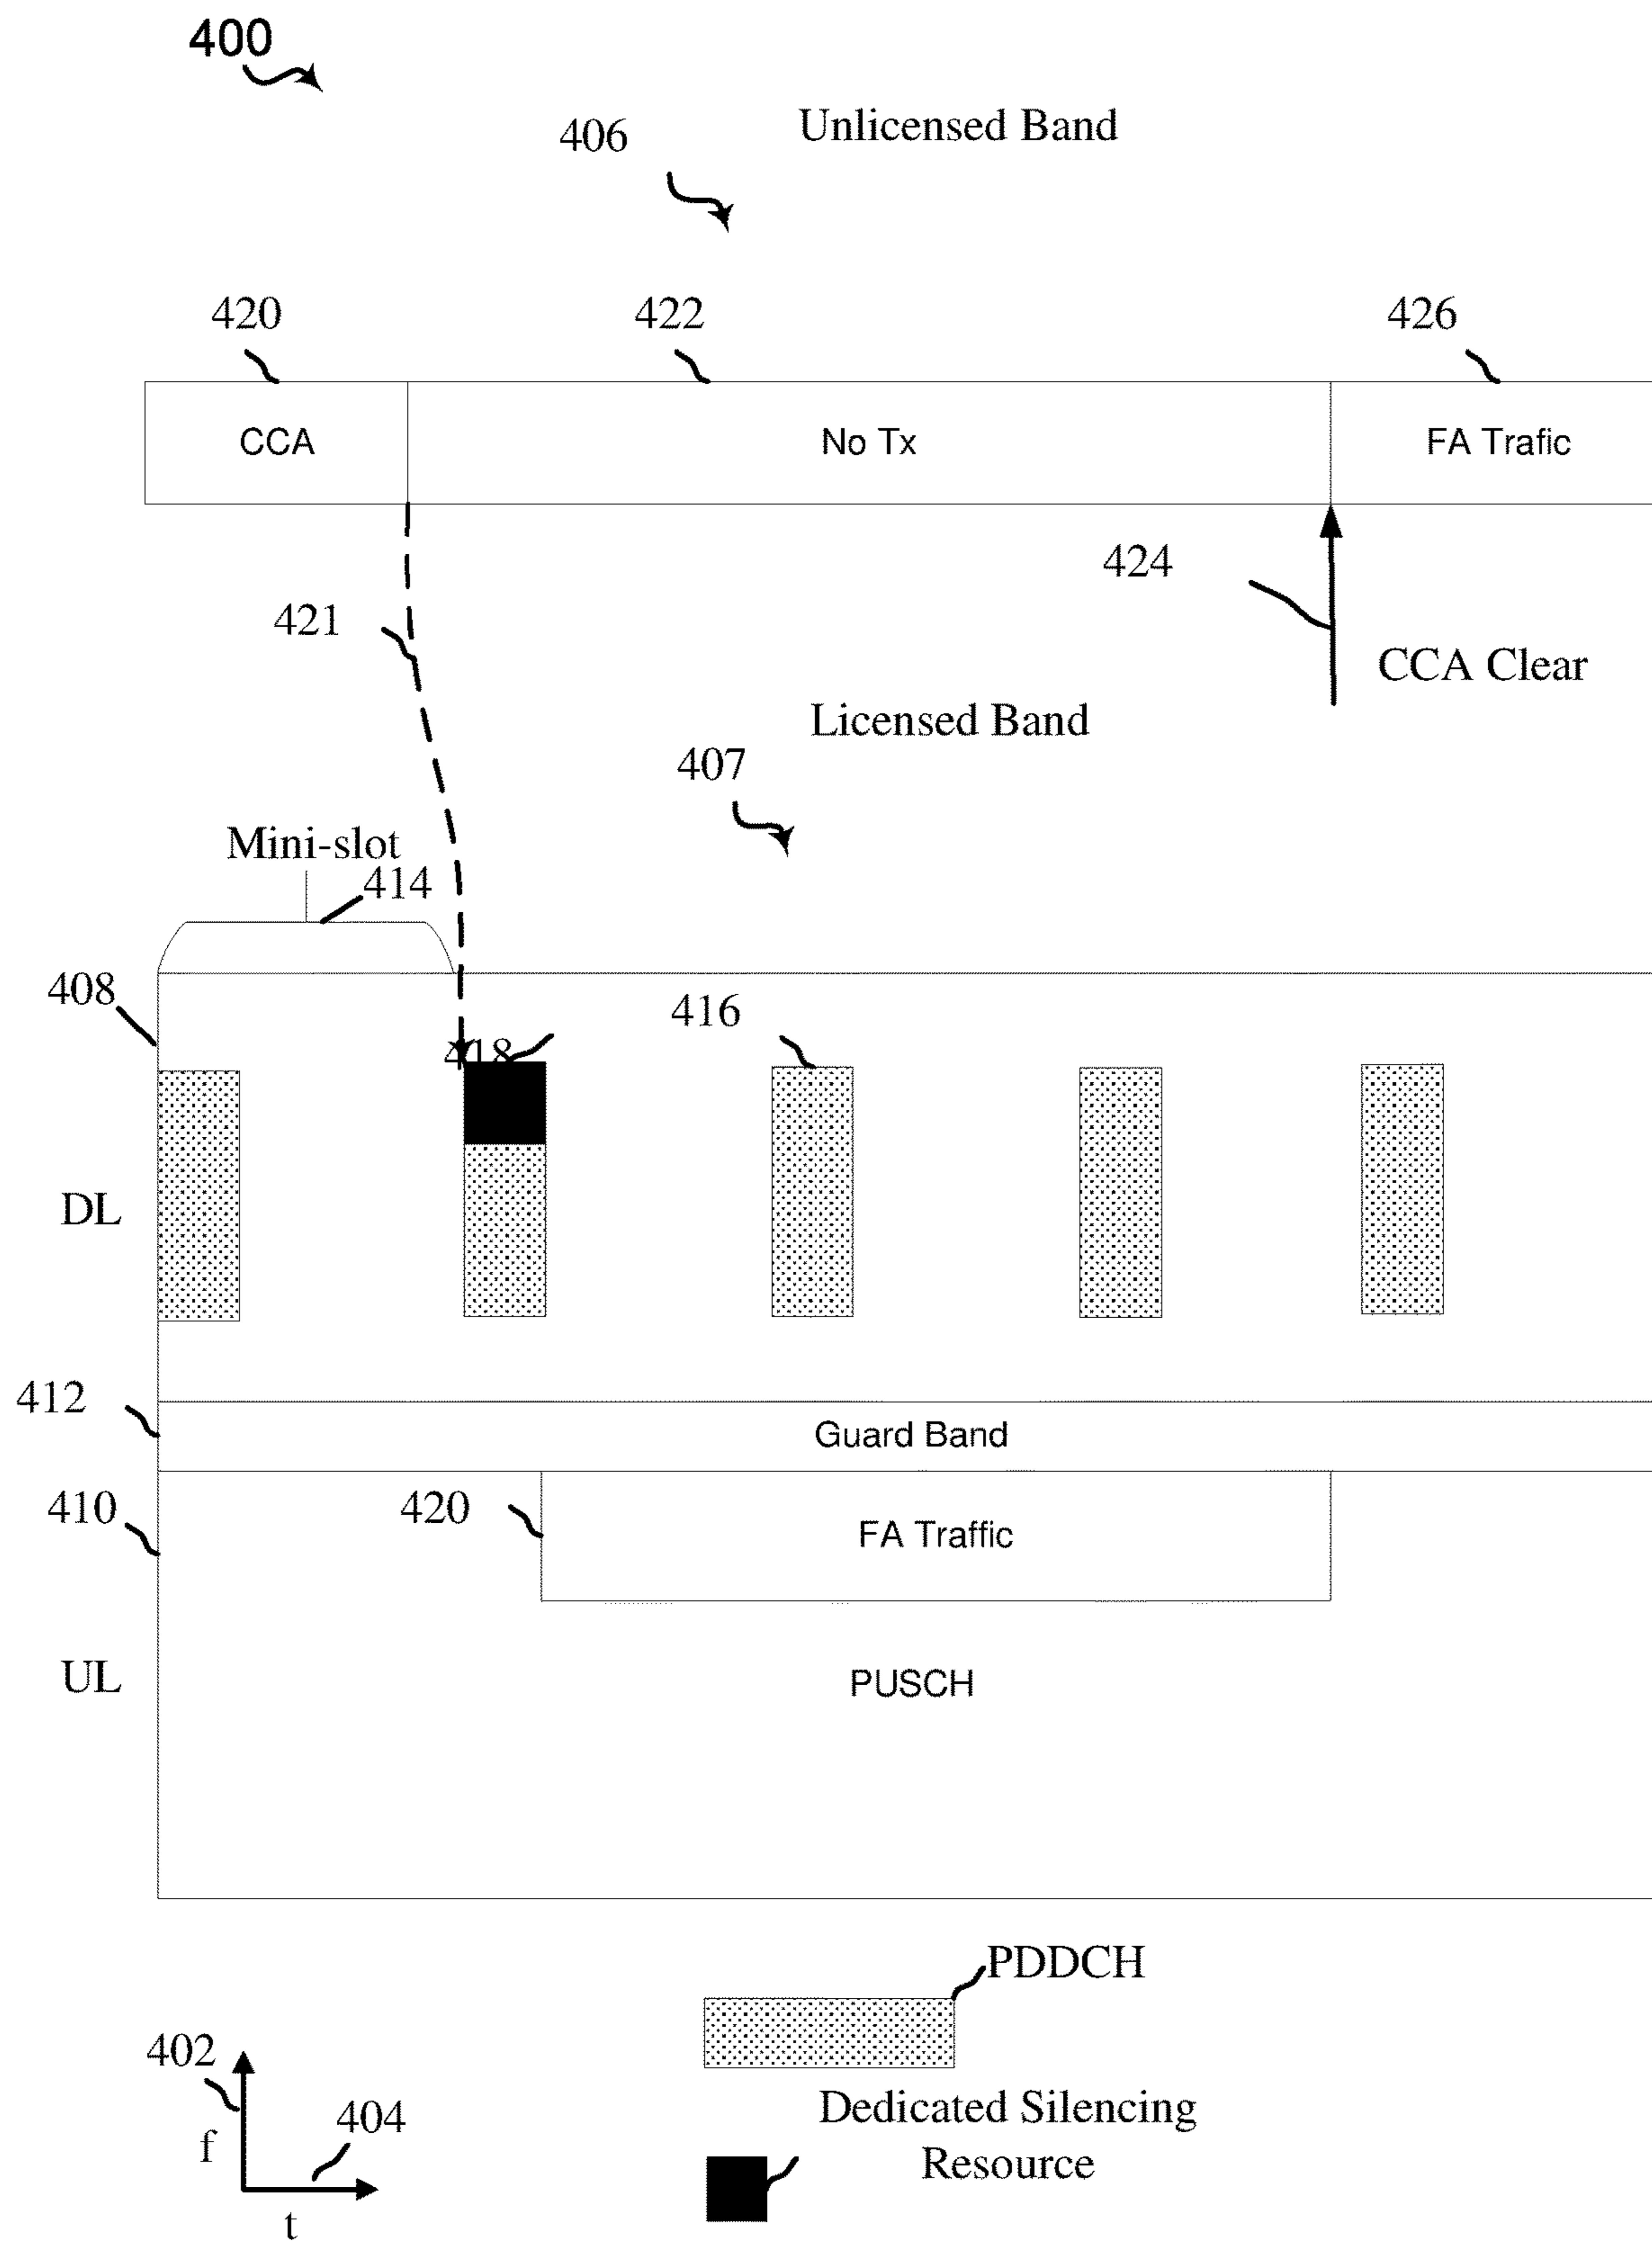 400
406
Unlicensed Band
420
422
426
CCA
No Tx
FA Trafic
424
421
CCA Clear
Licensed Band
407
Mini-slot
414
408
416
418
DL
412
Guard Band
410
420
FA Traffic
UL
PUSCH
PDDCH
402
404
f
t
Dedicated Silencing
Resource